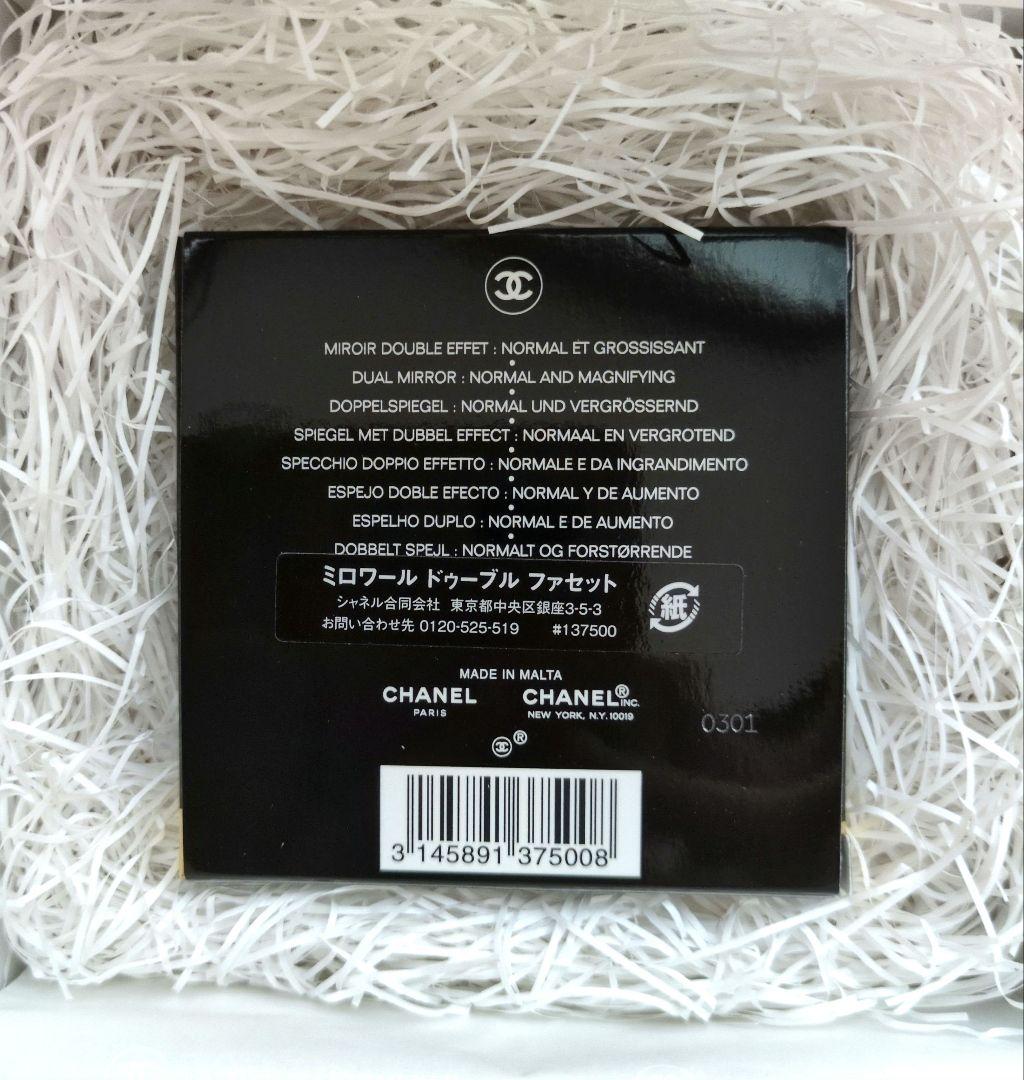 MIROIR DOUBLE EFFET : NORMAL ET GROSSISSANT
DUAL MIRROR : NORMAL AND MAGNIFYING
DOPPELSPIEGEL : NORMAL UND VERGRÖSSERND
SPIEGEL MET DUBBEL EFFECT : NORMAAL EN VERGROTEND
SPECCHIO DOPPIO EFFETTO : NORMALE E DA INGRANDIMENTO
ESPEJO DOBLE EFECTO : NORMAL Y DE AUMENTO
ESPELHO DUPLO : NORMAL E DE AUMENTO
DOBBELT SPEJL : NORMALT OG FORSTØRRENDE
ミロワール ドゥーブル ファセット
シャネル合同会社 東京都中央区銀座3-5-3
お問い合わせ先 0120-525-519 #137500
紙
MADE IN MALTA
CHANEL CHANEL® INC.
PARIS NEW YORK, N.Y. 10019
0301
®
3 145891 375008